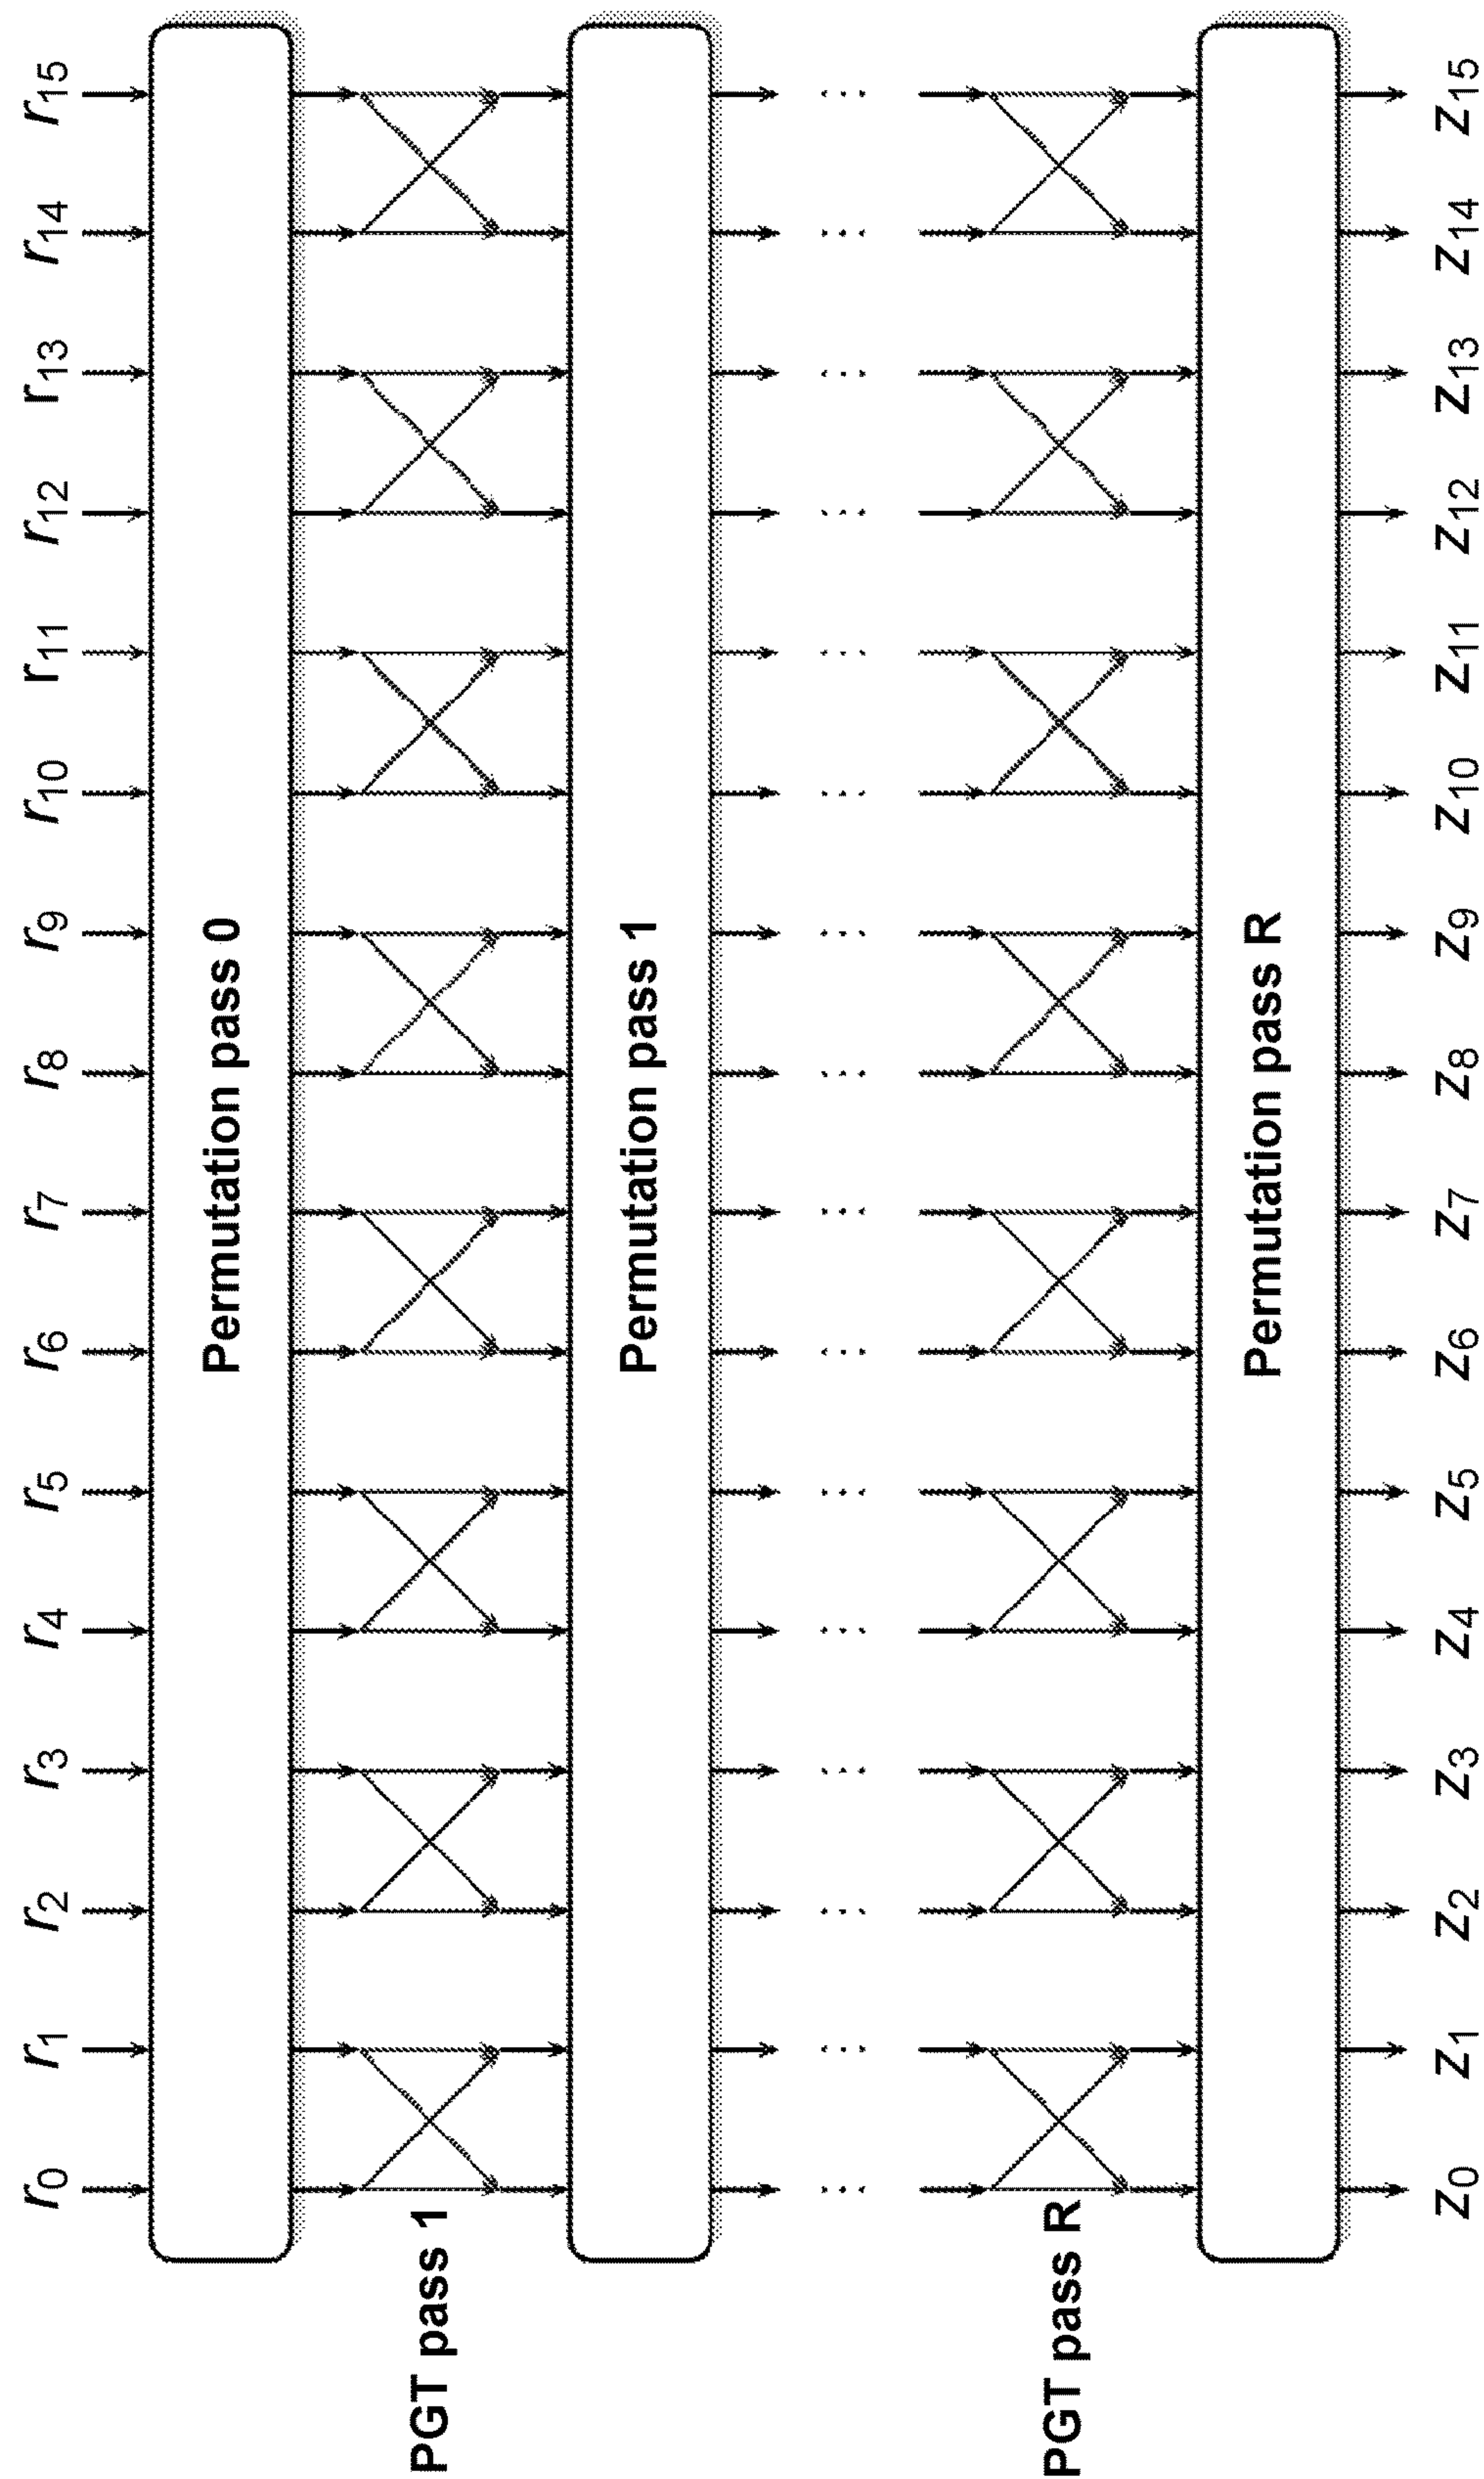 r0 r1 r2 r3 r4 r5 r6 r7 r8 r9 r10 r11 r12 r13 r14 r15
Permutation pass 0
PGT pass 1
Permutation pass 1
... ... ... ... ... ... ... ... ... ... ... ... ... ... ... ...
PGT pass R
Permutation pass R
z0 z1 z2 z3 z4 z5 z6 z7 z8 z9 z10 z11 z12 z13 z14 z15